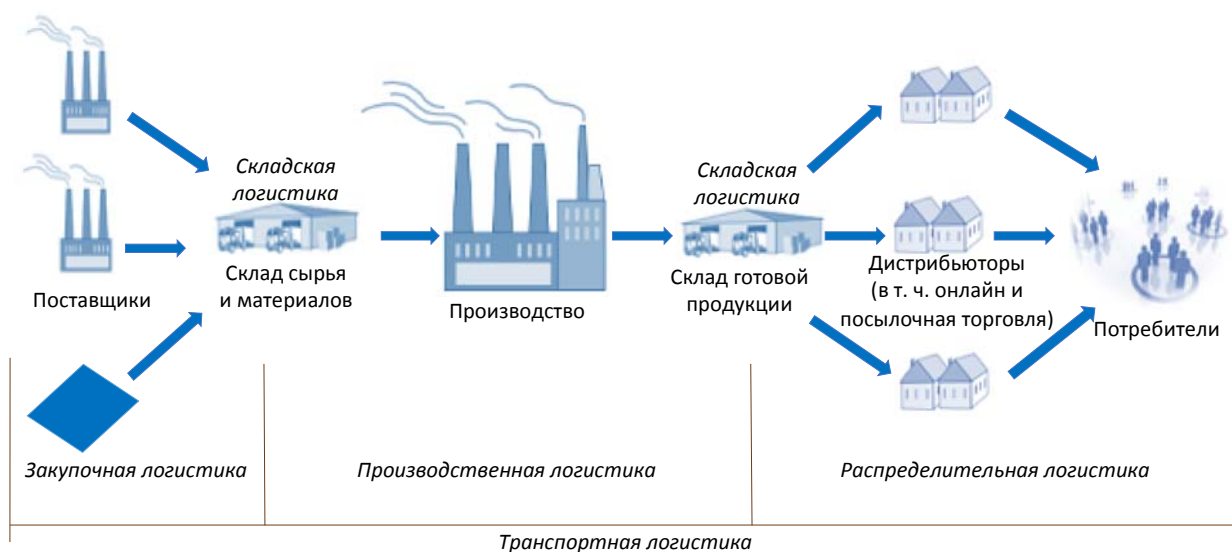 Складская
логистика
Складская
логистика
Поставщики
Склад сырья
и материалов
Производство
Склад готовой
продукции
Дистрибьюторы
(в т. ч. онлайн и
посылочная торговля)
Потребители
Закупочная логистика
Производственная логистика
Распределительная логистика
Транспортная логистика